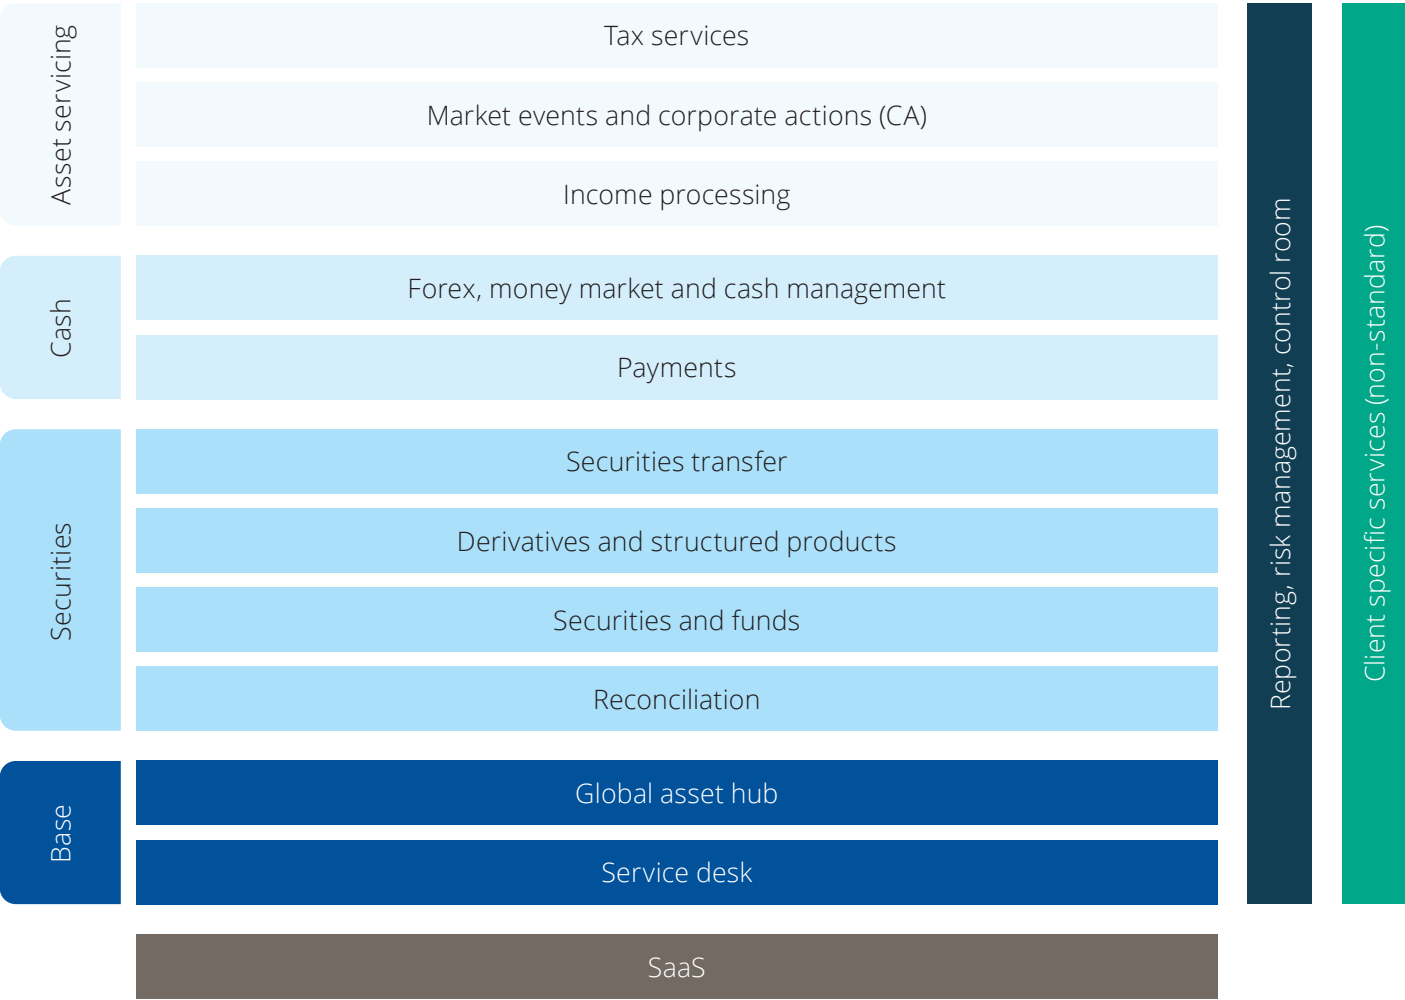 Asset servicing
Tax services
Market events and corporate actions (CA)
Income processing
Cash
Forex, money market and cash management
Payments
Securities
Securities transfer
Derivatives and structured products
Securities and funds
Reconciliation
Base
Global asset hub
Service desk
SaaS
Reporting, risk management, control room
Client specific services (non-standard)